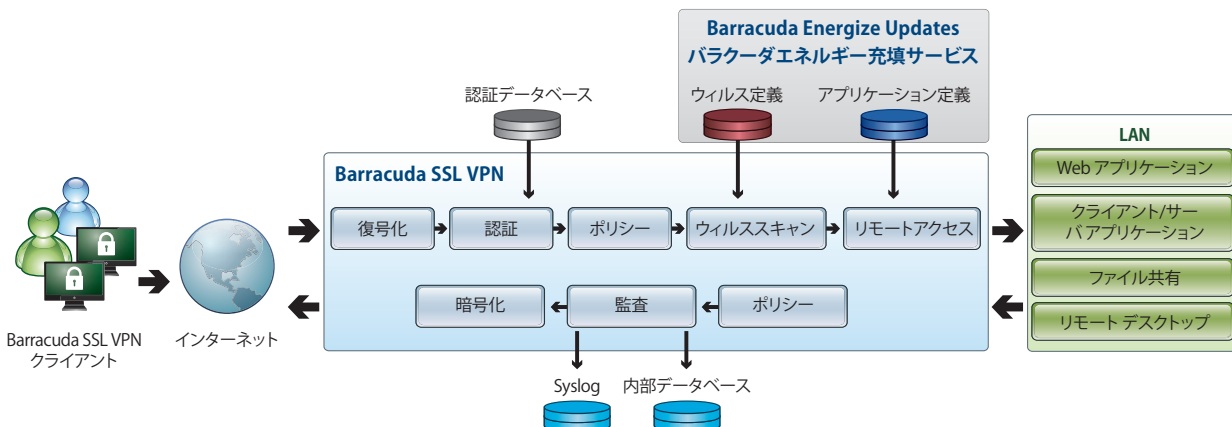 Barracuda Energize Updates
バラクーダエネルギー充填サービス
認証データベース
ウィルス定義
アプリケーション定義
LAN
Barracuda SSL VPN
Web アプリケーション
クライアント/サー
バ アプリケーション
ファイル共有
リモート デスクトップ
復号化
認証
ポリシー
ウィルススキャン
リモートアクセス
暗号化
監査
ポリシー
Barracuda SSL VPN
クライアント
インターネット
Syslog
内部データベース